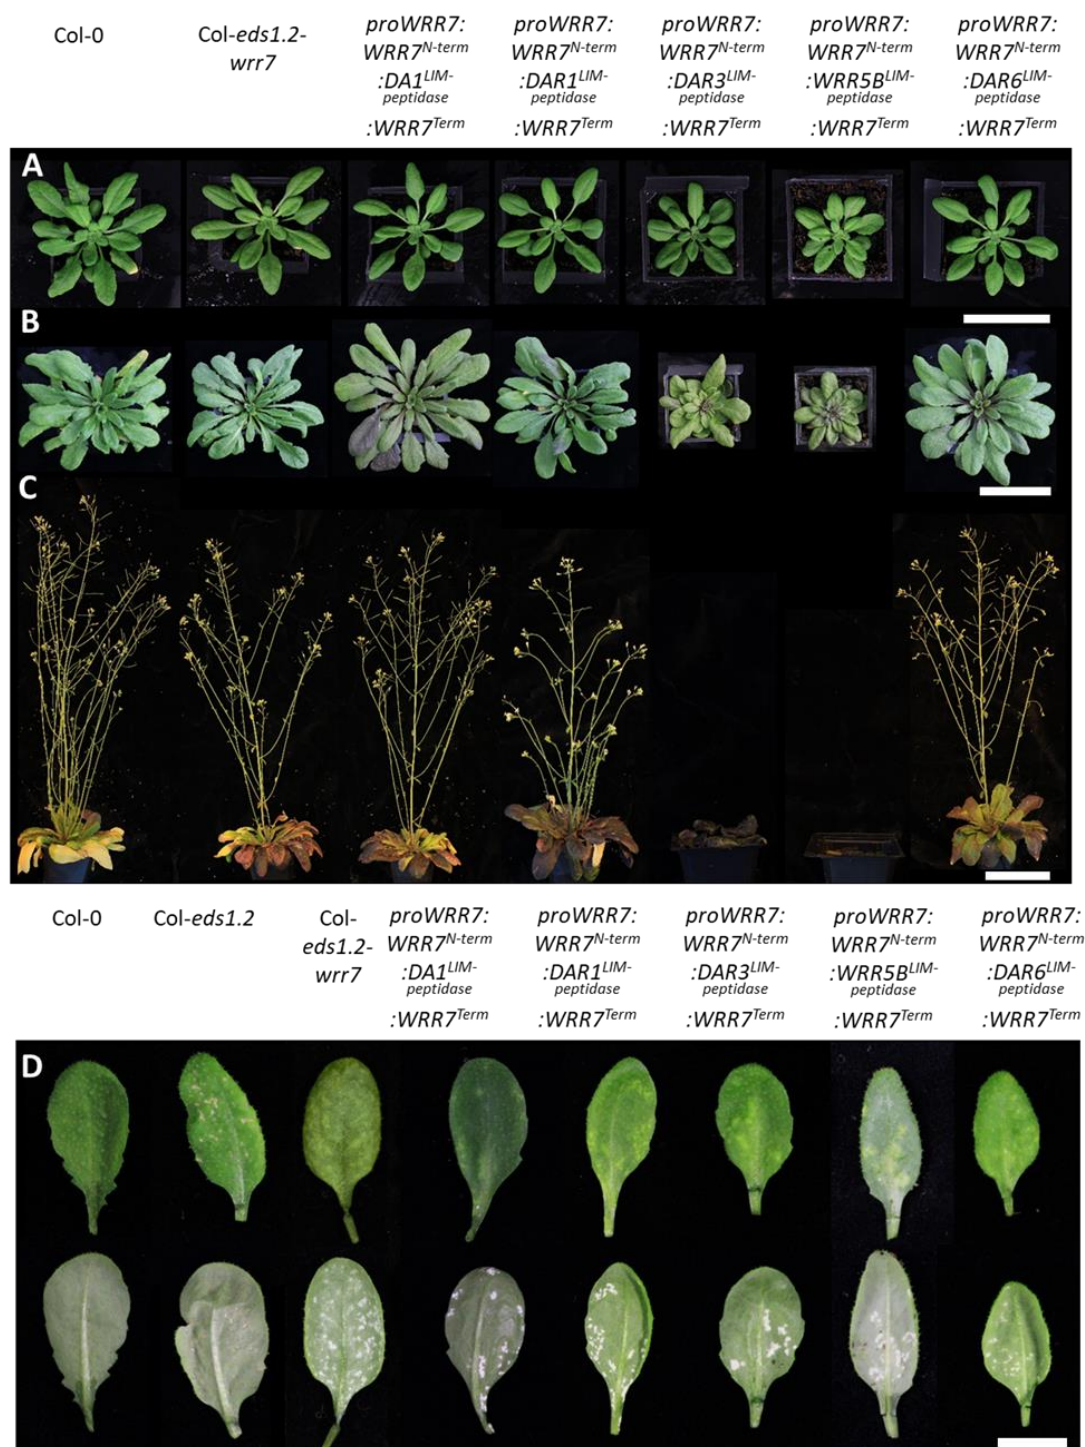 Col-0
Col-eds1.2-
wrr7
proWRR7:
WRR7N-term
:DA1LIM-
peptidase
:WRR7Term
proWRR7:
WRR7N-term
:DAR1LIM-
peptidase
:WRR7Term
proWRR7:
WRR7N-term
:DAR3LIM-
peptidase
:WRR7Term
proWRR7:
WRR7N-term
:WRR5BLIM-
peptidase
:WRR7Term
proWRR7:
WRR7N-term
:DAR6LIM-
peptidase
:WRR7Term
A
B
C
Col-0
Col-eds1.2
Col-
eds1.2-
wrr7
proWRR7:
WRR7N-term
:DA1LIM-
peptidase
:WRR7Term
proWRR7:
WRR7N-term
:DAR1LIM-
peptidase
:WRR7Term
proWRR7:
WRR7N-term
:DAR3LIM-
peptidase
:WRR7Term
proWRR7:
WRR7N-term
:WRR5BLIM-
peptidase
:WRR7Term
proWRR7:
WRR7N-term
:DAR6LIM-
peptidase
:WRR7Term
D